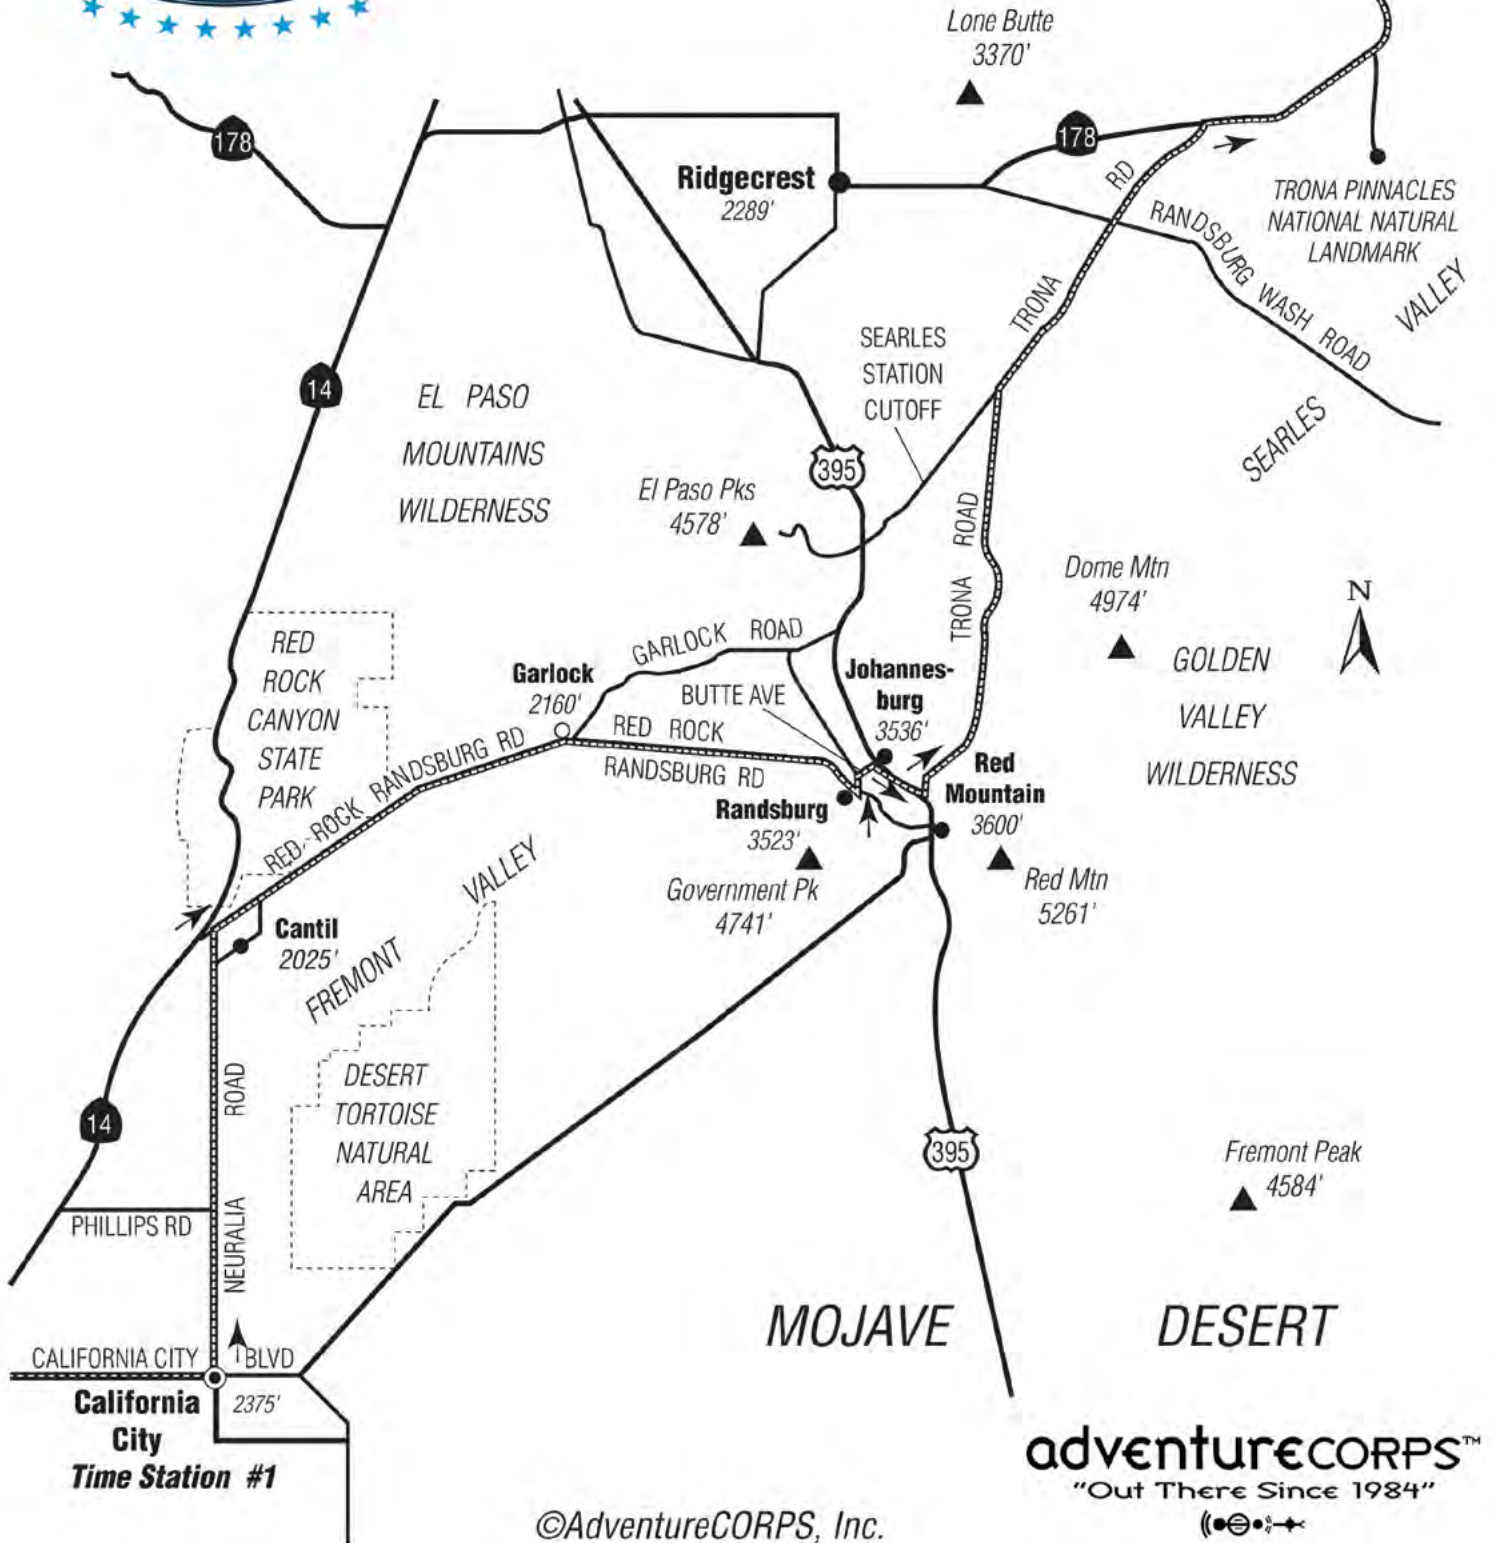 Lone Butte
3370'
178
178
Ridgecrest
2289'
TRONA RD
RANDSBURG WASH ROAD
TRONA PINNACLES
NATIONAL NATURAL
LANDMARK
SEARLES VALLEY
14
EL PASO
MOUNTAINS
WILDERNESS
SEARLES
STATION
CUTOFF
395
El Paso Pks
4578'
TRONA ROAD
Dome Mtn
4974'
N
GOLDEN
VALLEY
WILDERNESS
RED
ROCK
CANYON
STATE
PARK
Garlock
2160'
GARLOCK ROAD
BUTTE AVE
Johannes-
burg
3536'
RED ROCK
RANDSBURG RD
RED ROCK RANDSBURG RD
Red
Mountain
3600'
Randsburg
3523'
Government Pk
4741'
Red Mtn
5261'
Cantil
2025'
FREMONT VALLEY
DESERT
TORTOISE
NATURAL
AREA
14
NEURALIA ROAD
PHILLIPS RD
395
Fremont Peak
4584'
MOJAVE DESERT
CALIFORNIA CITY BLVD
California
City
2375'
Time Station #1
adventureCORPS™
"Out There Since 1984"
©AdventureCORPS, Inc.